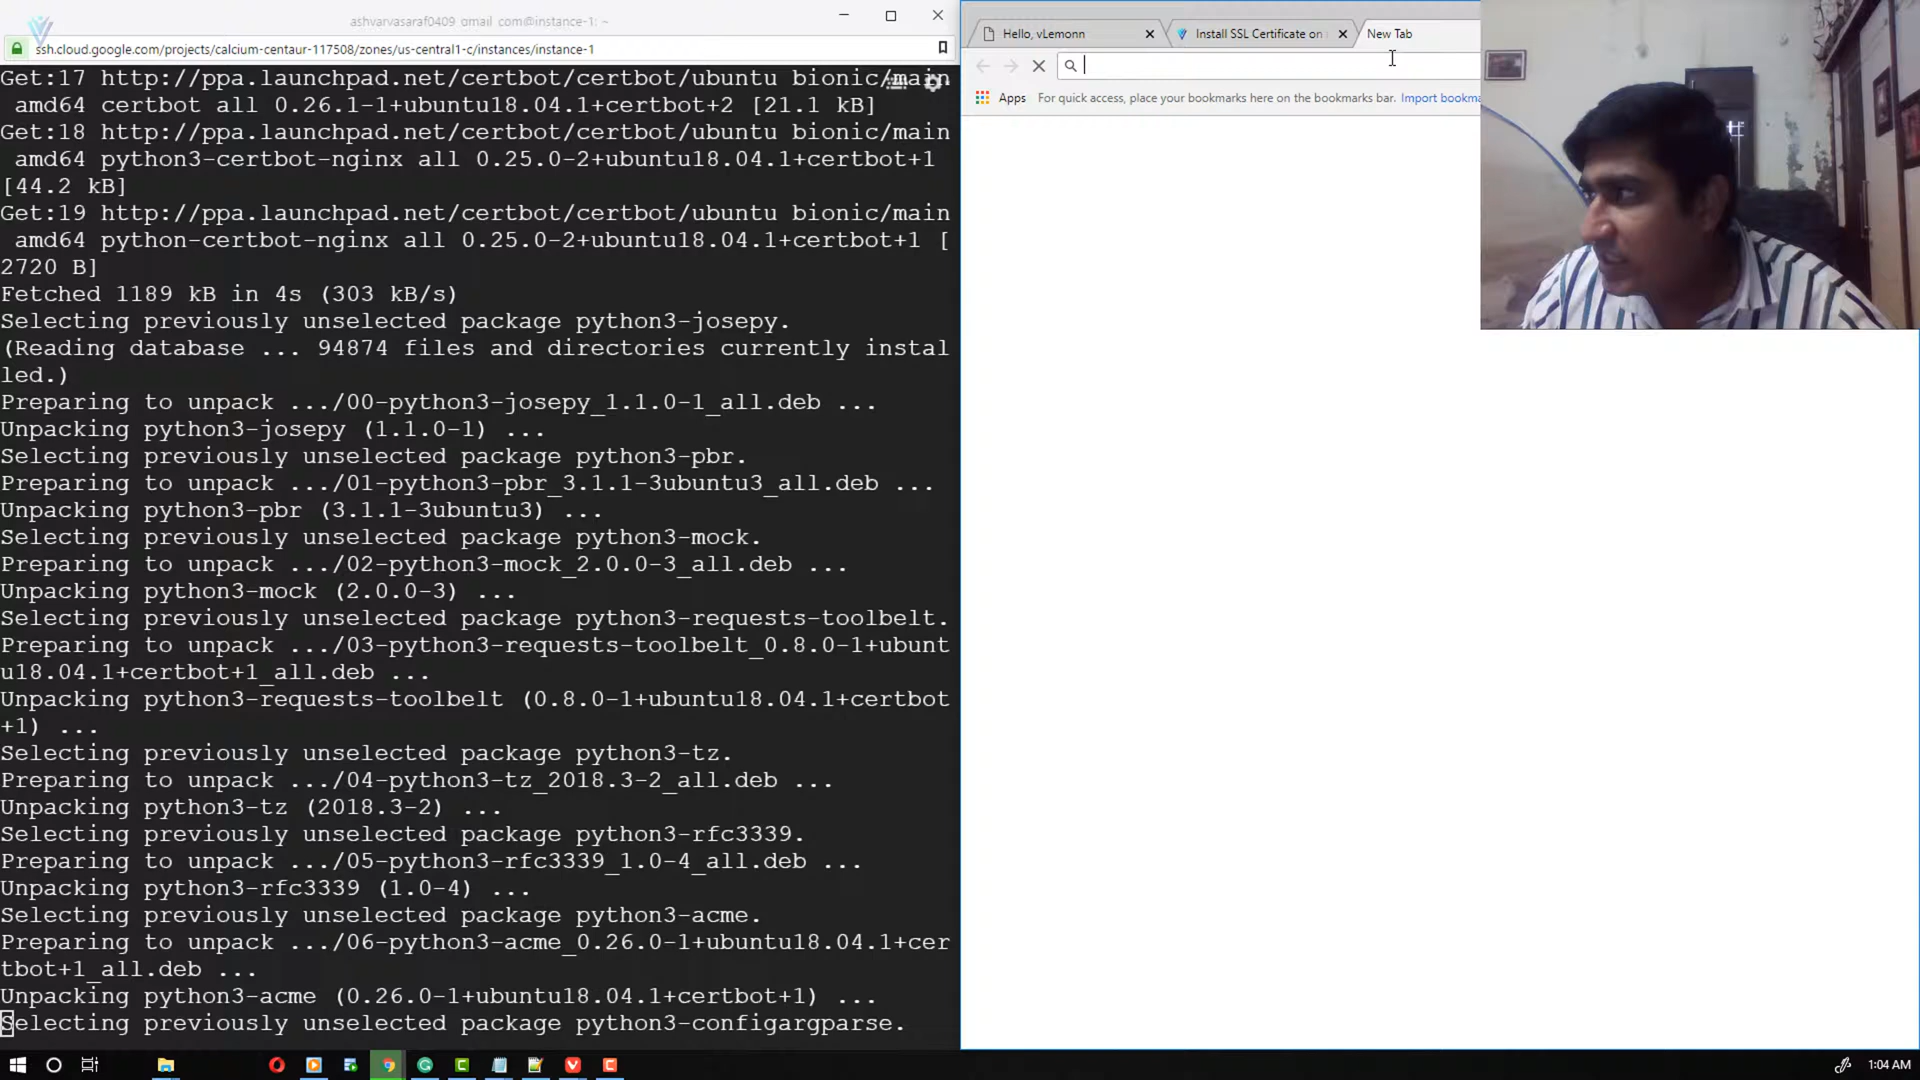 ashvarvasaraf0409_gmail_com@instance-1: ~
ssh.cloud.google.com/projects/calcium-centaur-117508/zones/us-central1-c/instances/instance-1
Get:17 http://ppa.launchpad.net/certbot/certbot/ubuntu bionic/main
 amd64 certbot all 0.26.1-1+ubuntu18.04.1+certbot+2 [21.1 kB]
Get:18 http://ppa.launchpad.net/certbot/certbot/ubuntu bionic/main
 amd64 python3-certbot-nginx all 0.25.0-2+ubuntu18.04.1+certbot+1
[44.2 kB]
Get:19 http://ppa.launchpad.net/certbot/certbot/ubuntu bionic/main
 amd64 python-certbot-nginx all 0.25.0-2+ubuntu18.04.1+certbot+1 [
2720 B]
Fetched 1189 kB in 4s (303 kB/s)
Selecting previously unselected package python3-josepy.
(Reading database ... 94874 files and directories currently instal
led.)
Preparing to unpack .../00-python3-josepy_1.1.0-1_all.deb ...
Unpacking python3-josepy (1.1.0-1) ...
Selecting previously unselected package python3-pbr.
Preparing to unpack .../01-python3-pbr_3.1.1-3ubuntu3_all.deb ...
Unpacking python3-pbr (3.1.1-3ubuntu3) ...
Selecting previously unselected package python3-mock.
Preparing to unpack .../02-python3-mock_2.0.0-3_all.deb ...
Unpacking python3-mock (2.0.0-3) ...
Selecting previously unselected package python3-requests-toolbelt.
Preparing to unpack .../03-python3-requests-toolbelt_0.8.0-1+ubunt
u18.04.1+certbot+1_all.deb ...
Unpacking python3-requests-toolbelt (0.8.0-1+ubuntu18.04.1+certbot
+1) ...
Selecting previously unselected package python3-tz.
Preparing to unpack .../04-python3-tz_2018.3-2_all.deb ...
Unpacking python3-tz (2018.3-2) ...
Selecting previously unselected package python3-rfc3339.
Preparing to unpack .../05-python3-rfc3339_1.0-4_all.deb ...
Unpacking python3-rfc3339 (1.0-4) ...
Selecting previously unselected package python3-acme.
Preparing to unpack .../06-python3-acme_0.26.0-1+ubuntu18.04.1+cer
tbot+1_all.deb ...
Unpacking python3-acme (0.26.0-1+ubuntu18.04.1+certbot+1) ...
Selecting previously unselected package python3-configargparse.
Hello, vLemonn
Install SSL Certificate on
New Tab
Apps For quick access, place your bookmarks here on the bookmarks bar. Import bookma
1:04 AM